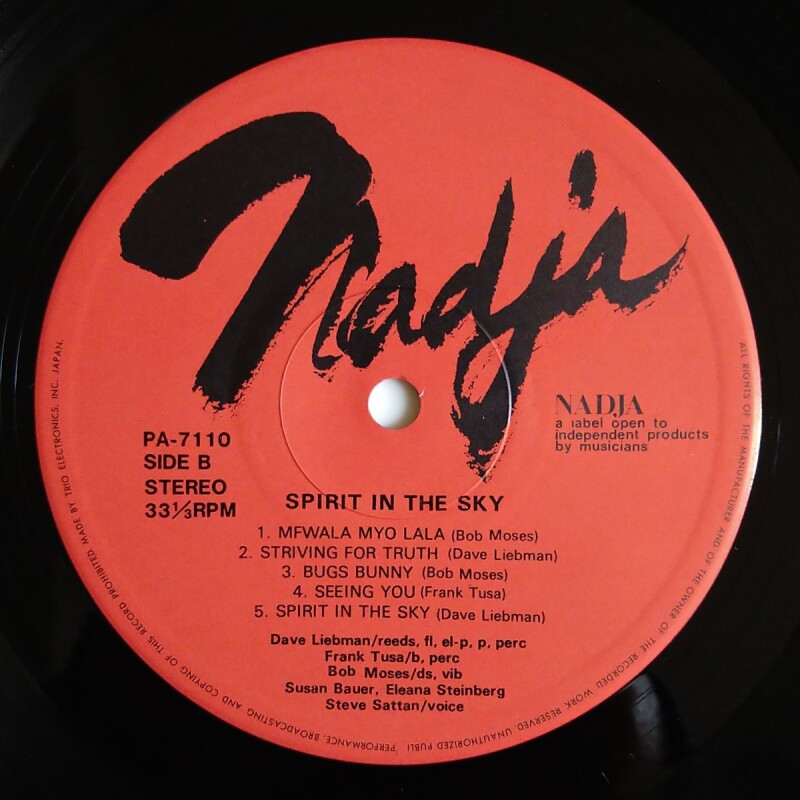 Nadja
NADJA
a label open to
independent products
by musicians
PA-7110
SIDE B
STEREO
33⅓RPM
SPIRIT IN THE SKY
1. MFWALA MYO LALA (Bob Moses)
2. STRIVING FOR TRUTH (Dave Liebman)
3. BUGS BUNNY (Bob Moses)
4. SEEING YOU (Frank Tusa)
5. SPIRIT IN THE SKY (Dave Liebman)
Dave Liebman/reeds, fl, el-p, p, perc
Frank Tusa/b, perc
Bob Moses/ds, vib
Susan Bauer, Eleana Steinberg
Steve Sattan/voice
ALL RIGHTS OF THE MANUFACTURER AND OF THE OWNER OF THE RECORDED WORK RESERVED. UNAUTHORIZED PUBLI PERFORMANCE, BROADCASTING AND COPYING OF THIS RECORD PROHIBITED. MADE BY TRIO ELECTRONICS, INC. JAPAN.